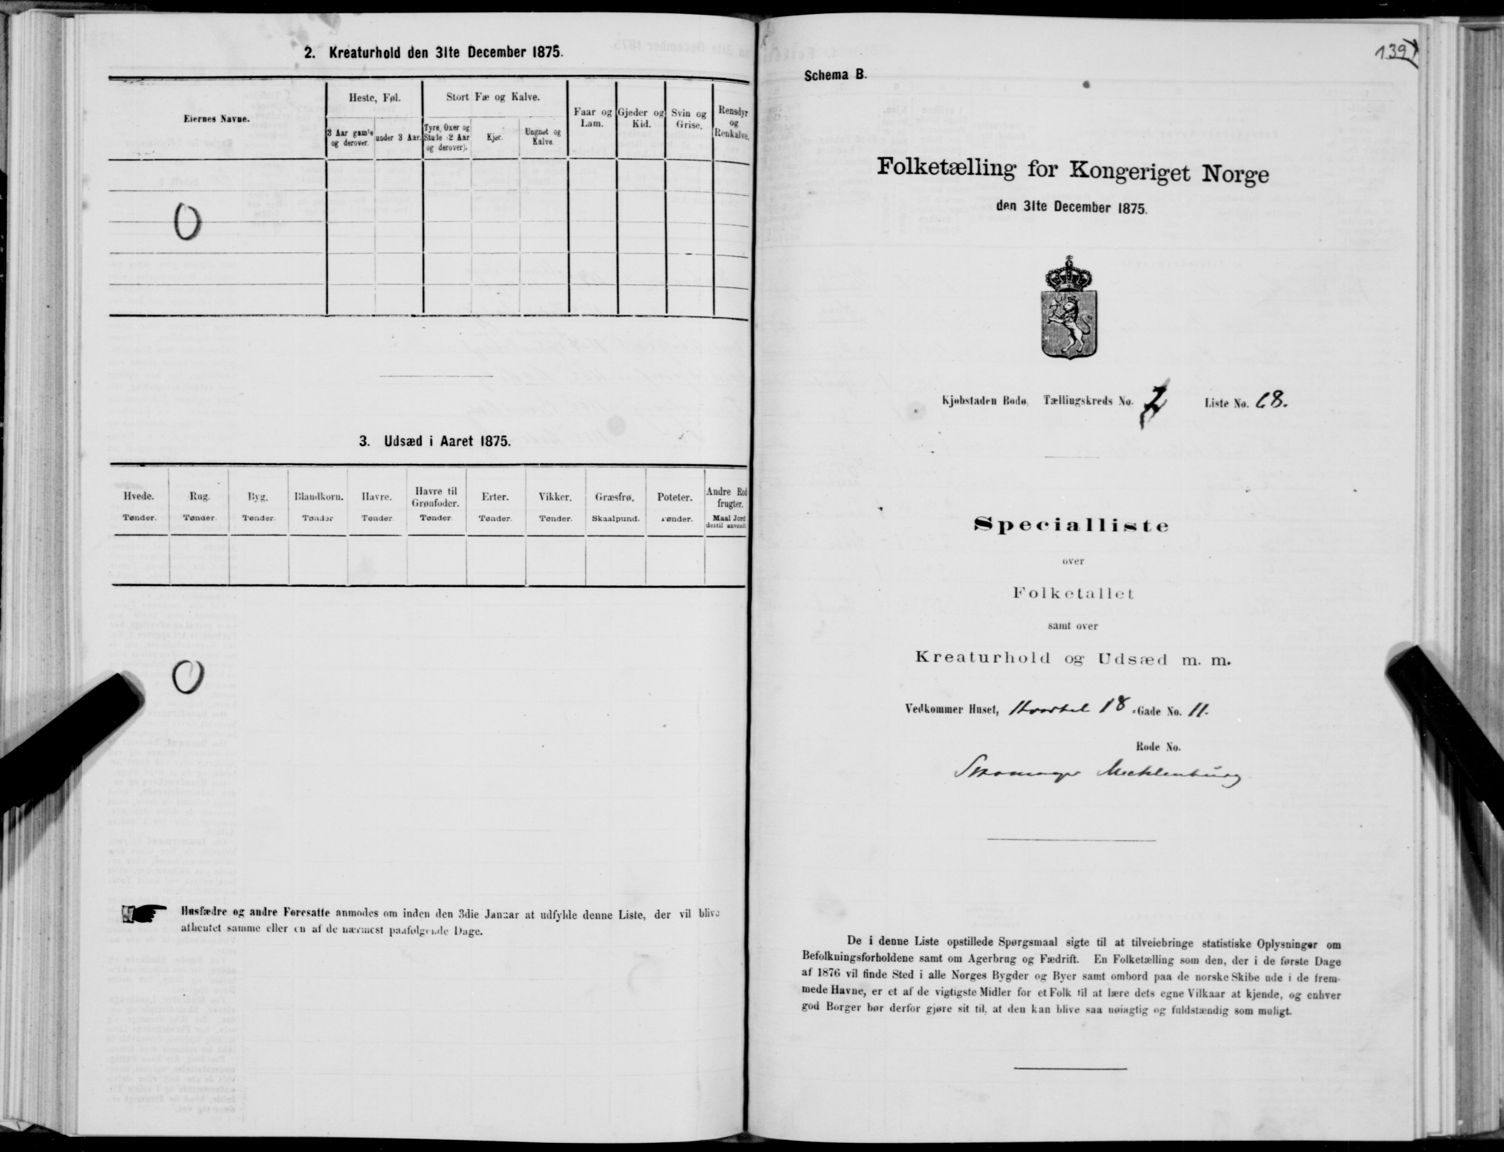 2. Kreaturhold den 31te December 1875.
Eiernes Navne.
Heste, Føl.
Stort Fæ og Kalve.
Faar og Lam.
Gjeder og Kid.
Svin og Grise.
Rensdyr og Renkalve.
3 Aar gamle og derover.
under 3 Aar.
Tyre, Oxer og Stude (2 Aar og derover).
Kjør.
Ungnøt og Kalve.
0
3. Udsæd i Aaret 1875.
Hvede. Rug. Byg. Blandkorn. Havre. Havre til Grønfoder. Erter. Vikker. Græsfrø. Poteter. Andre Rodfrugter.
Tønder. Tønder. Tønder. Tønder Tønder Tønder Tønder. Tønder. Skaalpund. Tønder. Maal Jord dertil anvendt.
0
Husfædre og andre Foresatte anmodes om inden den 3die Januar at udfylde denne Liste, der vil blive
afhentet samme eller en af de nærmest paafølgende Dage.
139
Schema B.
Folketælling for Kongeriget Norge
den 31te December 1875.
Kjøbstaden Bodø. Tællingskreds No. 2 Liste No. 68.
Specialliste
over
Folketallet
samt over
Kreaturhold og Udsæd m. m.
Vedkommer Huset, Kvartal 18 Gade No. 11.
Rode No.
Mecklenburg
De i denne Liste opstillede Spørgsmaal sigte til at tilveiebringe statistiske Oplysninger om
Befolkningsforholdene samt om Agerbrug og Fædrift. En Folketælling som den, der i de første Dage
af 1876 vil finde Sted i alle Norges Bygder og Byer samt ombord paa de norske Skibe ude i de frem-
mede Havne, er et af de vigtigste Midler for et Folk til at lære dets egne Vilkaar at kjende, og enhver
god Borger bør derfor gjøre sit til, at den kan blive saa nøiagtig og fuldstændig som muligt.